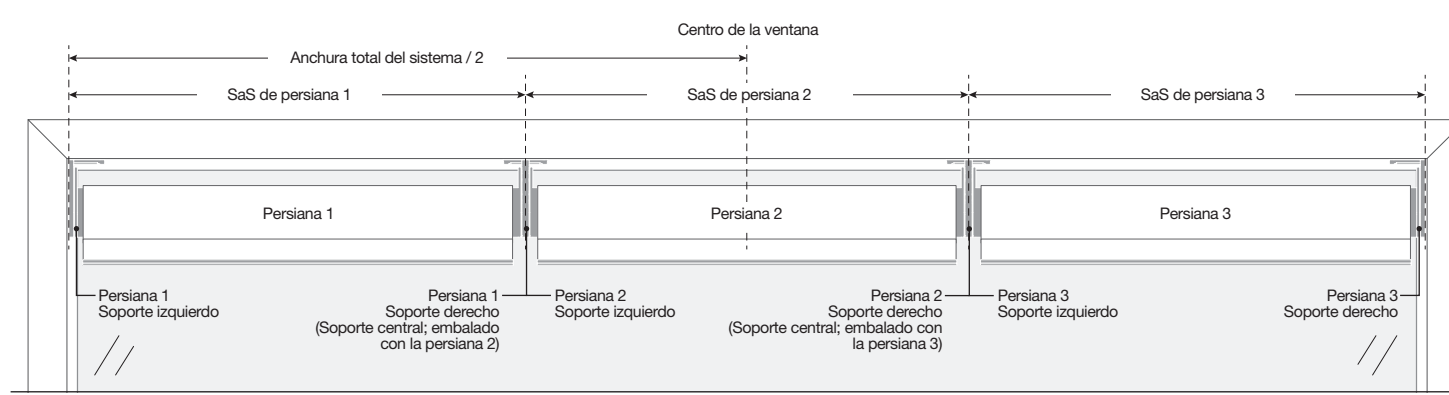 Centro de la ventana
Anchura total del sistema / 2
SaS de persiana 1
SaS de persiana 2
SaS de persiana 3
Persiana 1
Persiana 2
Persiana 3
Persiana 1
Soporte izquierdo
Persiana 1
Soporte derecho
(Soporte central; embalado
con la persiana 2)
Persiana 2
Soporte izquierdo
Persiana 2
Soporte derecho
(Soporte central; embalado con
la persiana 3)
Persiana 3
Soporte izquierdo
Persiana 3
Soporte derecho